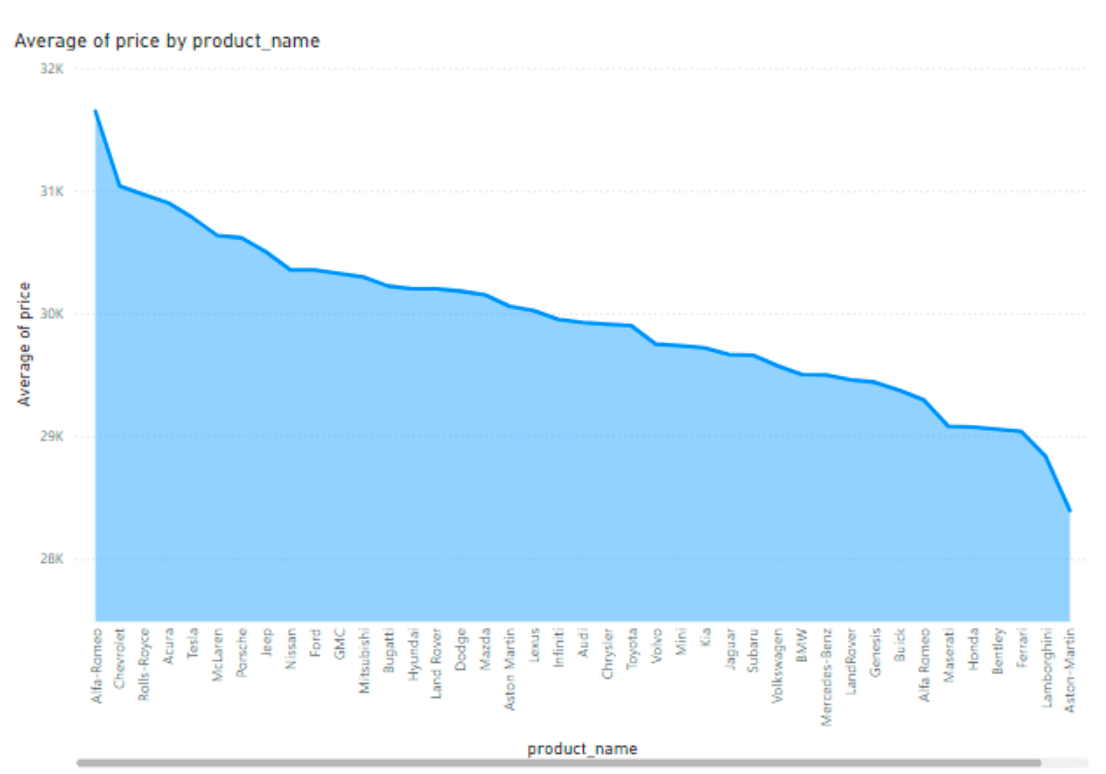 Average of price by product_name
32K
31K
30K
29K
28K
Average of price
Alfa-Romeo
Chevrolet
Rolls-Royce
Acura
Tesla
McLaren
Porsche
Jeep
Nissan
Ford
GMC
Mitsubishi
Bugatti
Hyundai
Land Rover
Dodge
Mazda
Aston Martin
Lexus
Infiniti
Audi
Chrysler
Toyota
Volvo
Mini
Kia
Jaguar
Subaru
Volkswagen
BMW
Mercedes-Benz
LandRover
Genesis
Buick
Alfa Romeo
Maserati
Honda
Bentley
Ferrari
Lamborghini
Aston-Martin
product_name